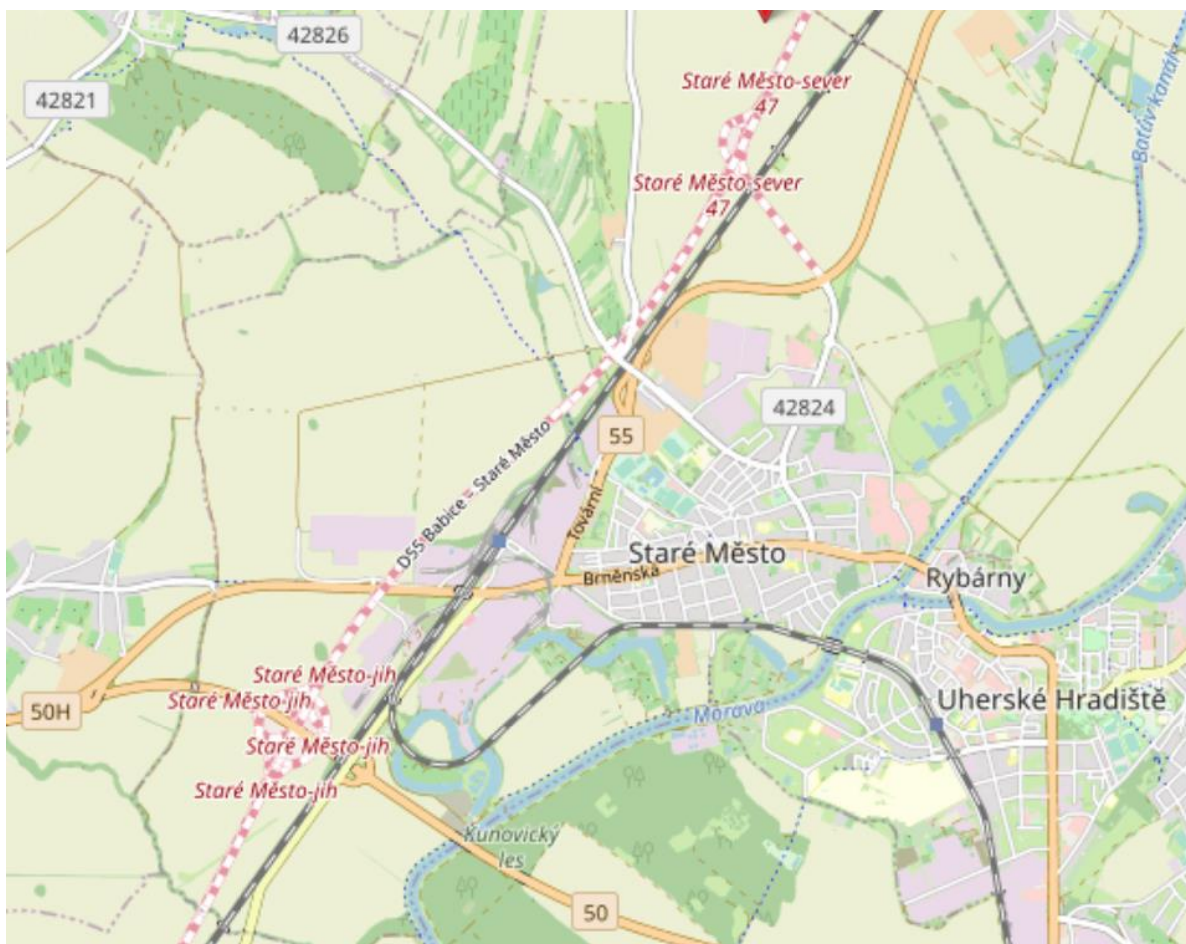 42826
42821
Staré Město-sever
47
Staré Město-sever
47
Baťův kanál
42824
55
D55 Babice – Staré Město
Tovární
Staré Město
Brněnská
Rybárny
Staré Město-jih
Staré Město-jih
50H
Morava
Uherské Hradiště
Staré Město-jih
Staré Město-jih
Kunovický
les
50